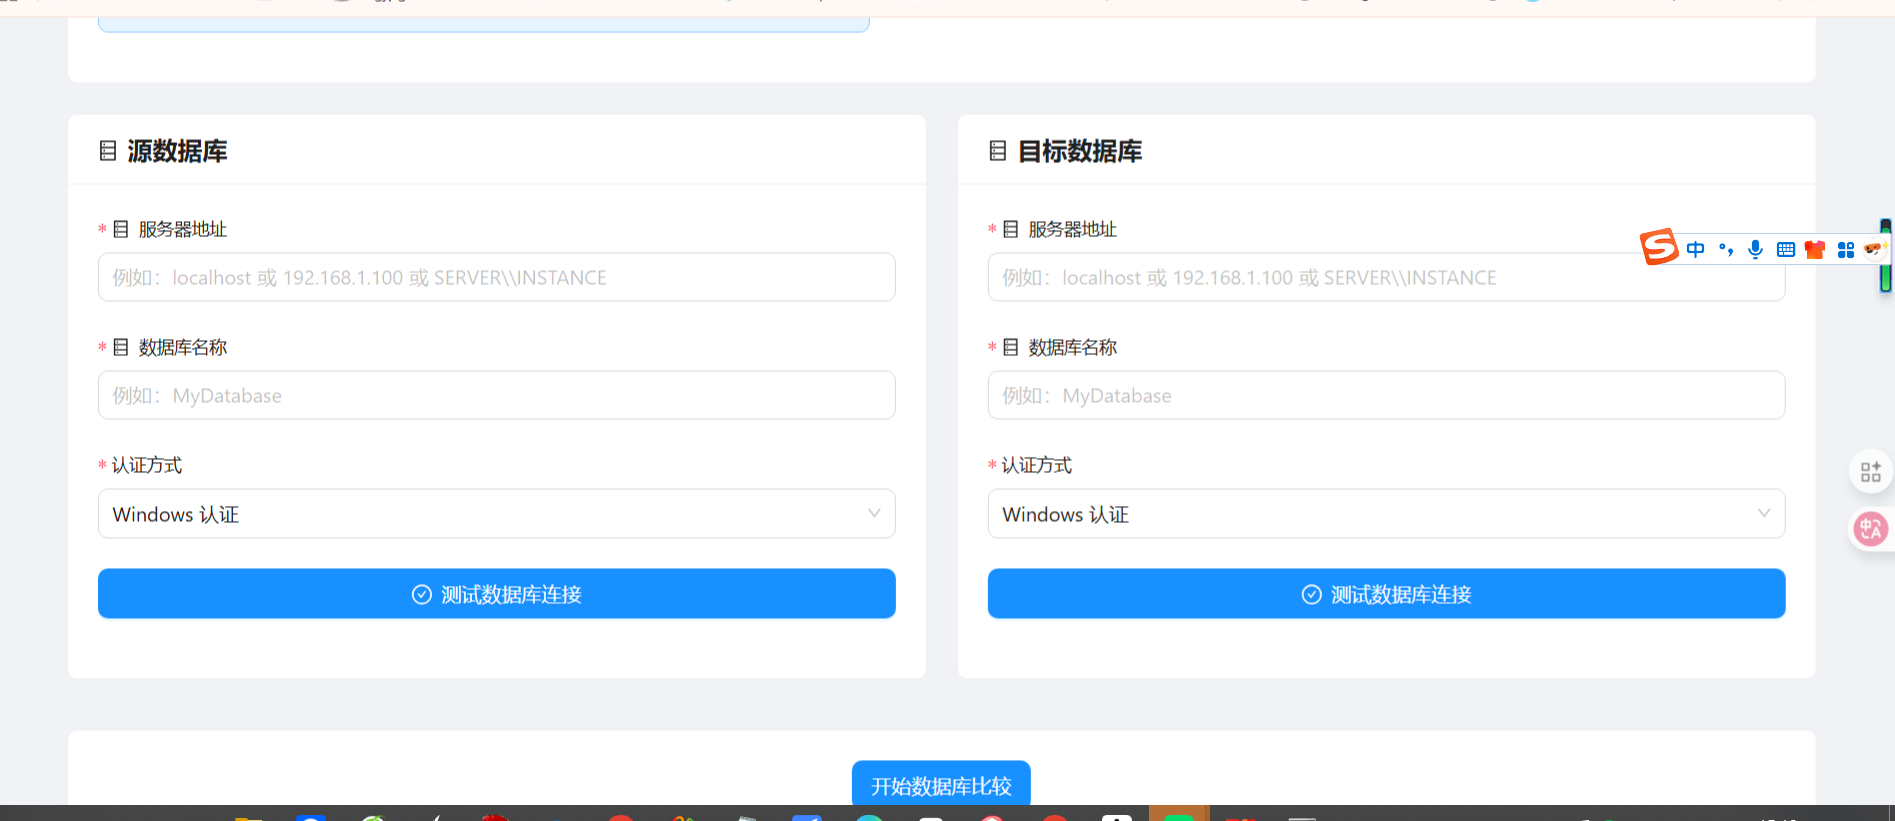 源数据库
* 服务器地址
例如：localhost 或 192.168.1.100 或 SERVER\\INSTANCE
* 数据库名称
例如：MyDatabase
* 认证方式
Windows 认证
测试数据库连接
目标数据库
* 服务器地址
例如：localhost 或 192.168.1.100 或 SERVER\\INSTANCE
* 数据库名称
例如：MyDatabase
* 认证方式
Windows 认证
测试数据库连接
中
开始数据库比较